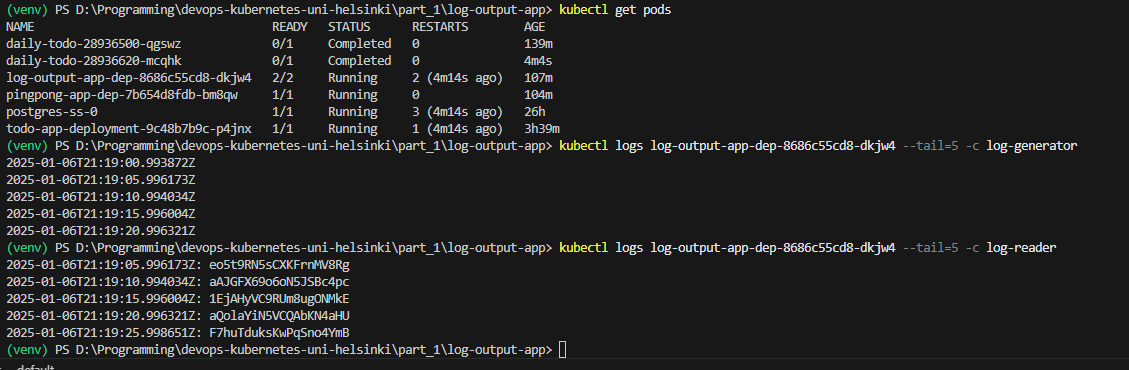 (venv) PS D:\Programming\devops-kubernetes-uni-helsinki\part_1\log-output-app> kubectl get pods
NAME READY STATUS RESTARTS AGE
daily-todo-28936500-qgswz 0/1 Completed 0 139m
daily-todo-28936620-mcqhk 0/1 Completed 0 4m4s
log-output-app-dep-8686c55cd8-dkjw4 2/2 Running 2 (4m14s ago) 107m
pingpong-app-dep-7b654d8fdb-bm8qw 1/1 Running 0 104m
postgres-ss-0 1/1 Running 3 (4m14s ago) 26h
todo-app-deployment-9c48b7b9c-p4jnx 1/1 Running 1 (4m14s ago) 3h39m
(venv) PS D:\Programming\devops-kubernetes-uni-helsinki\part_1\log-output-app> kubectl logs log-output-app-dep-8686c55cd8-dkjw4 --tail=5 -c log-generator
2025-01-06T21:19:00.993872Z
2025-01-06T21:19:05.996173Z
2025-01-06T21:19:10.994034Z
2025-01-06T21:19:15.996004Z
2025-01-06T21:19:20.996321Z
(venv) PS D:\Programming\devops-kubernetes-uni-helsinki\part_1\log-output-app> kubectl logs log-output-app-dep-8686c55cd8-dkjw4 --tail=5 -c log-reader
2025-01-06T21:19:05.996173Z: eo5t9RN5sCXKFrnMV8Rg
2025-01-06T21:19:10.994034Z: aAJGFX69o6oN5JSBc4pc
2025-01-06T21:19:15.996004Z: 1EjAHyVC9RUm8ugONMkE
2025-01-06T21:19:20.996321Z: aQolaYiN5VCQAbKN4aHU
2025-01-06T21:19:25.998651Z: F7huTduksKwPqSno4YmB
(venv) PS D:\Programming\devops-kubernetes-uni-helsinki\part_1\log-output-app>
default